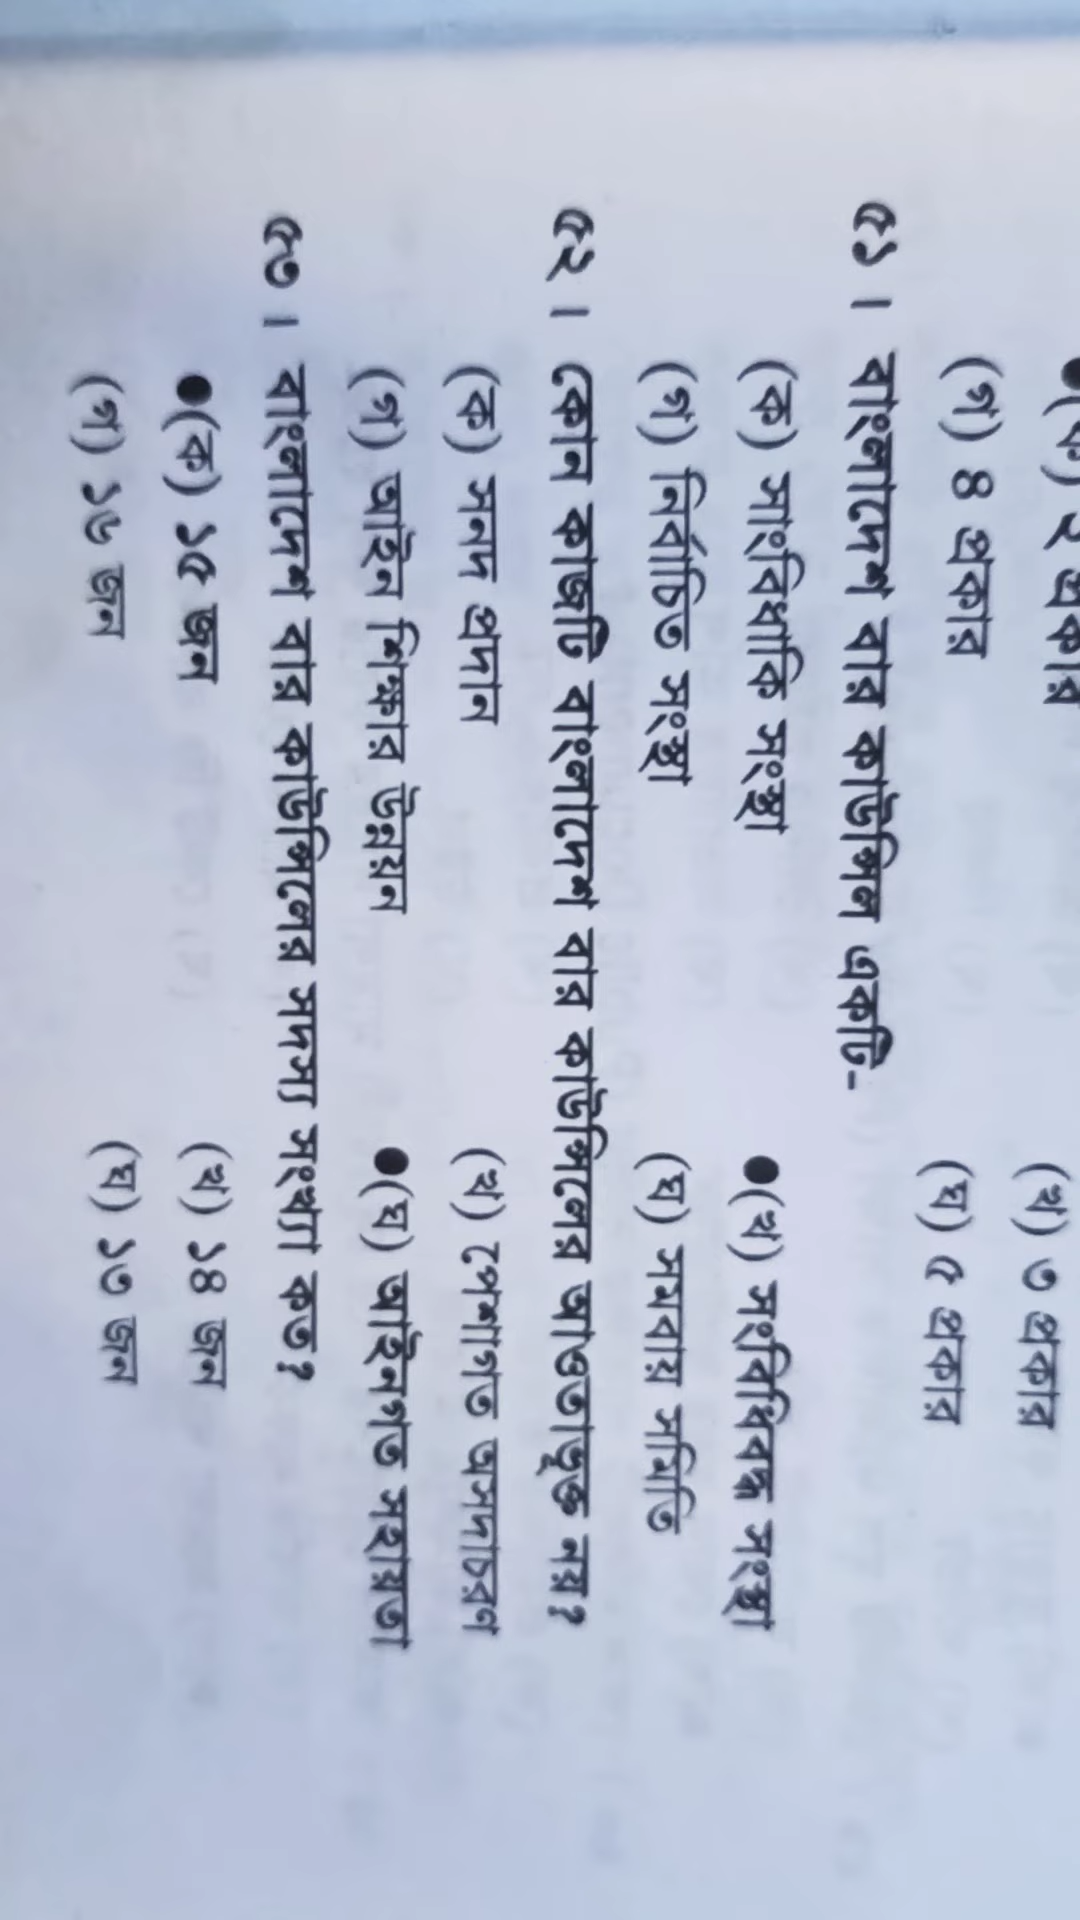 ●(ক) ২ প্রকার (খ) ৩ প্রকার
(গ) ৪ প্রকার (ঘ) ৫ প্রকার
৫১। বাংলাদেশ বার কাউন্সিল একটি–
(ক) সাংবিধাকি সংস্থা ●(খ) সংবিধিবদ্ধ সংস্থা
(গ) নির্বাচিত সংস্থা (ঘ) সমবায় সমিতি
৫২। কোন কাজটি বাংলাদেশ বার কাউন্সিলের আওতাভুক্ত নয়?
(ক) সনদ প্রদান (খ) পেশাগত অসদাচরণ
(গ) আইন শিক্ষার উন্নয়ন ●(ঘ) আইনগত সহায়তা
৫৩। বাংলাদেশ বার কাউন্সিলের সদস্য সংখ্যা কত?
●(ক) ১৫ জন (খ) ১৪ জন
(গ) ১৬ জন (ঘ) ১৩ জন